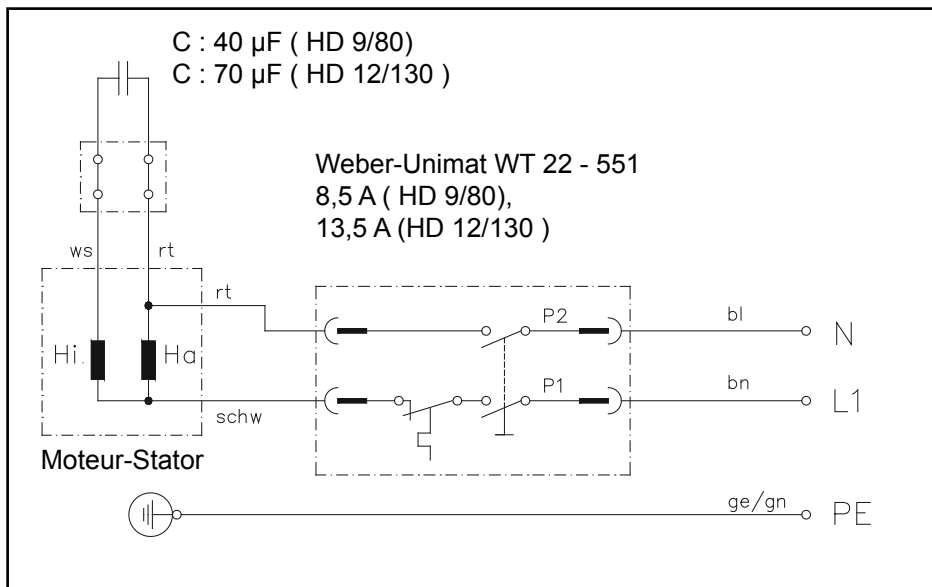 C : 40 µF ( HD 9/80)
C : 70 µF ( HD 12/130 )
Weber-Unimat WT 22 - 551
8,5 A ( HD 9/80),
13,5 A (HD 12/130 )
ws
rt
rt
P2
bl
N
Hi.
Ha
P1
bn
L1
schw
Moteur-Stator
ge/gn
PE